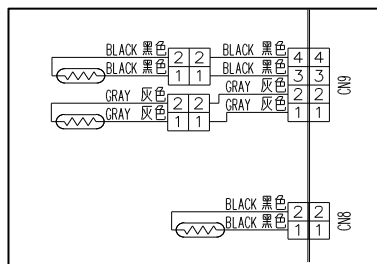 BLACK 黑色 2 2 BLACK 黑色 4 4
BLACK 黑色 1 1 BLACK 黑色 3 3
GRAY 灰色 2 2 GRAY 灰色 2 2
GRAY 灰色 1 1 GRAY 灰色 1 1
CN9
BLACK 黑色 2 2
BLACK 黑色 1 1
CN8